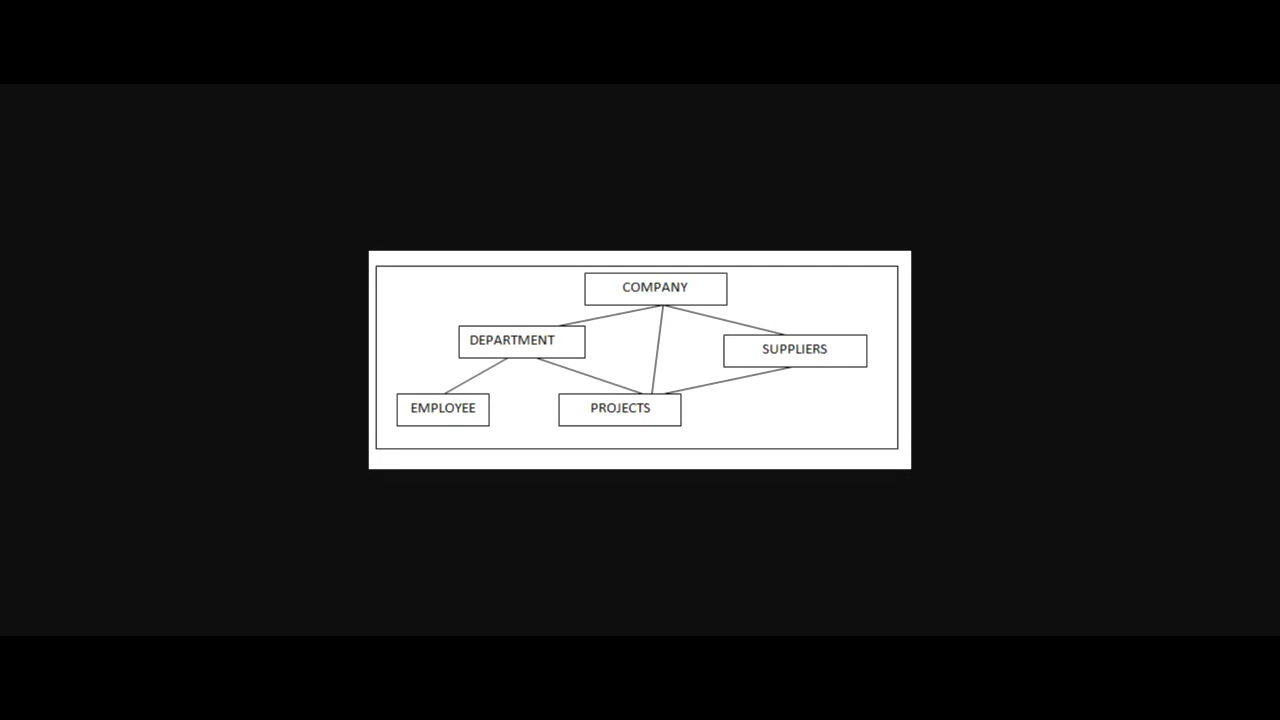 COMPANY
DEPARTMENT
SUPPLIERS
EMPLOYEE
PROJECTS